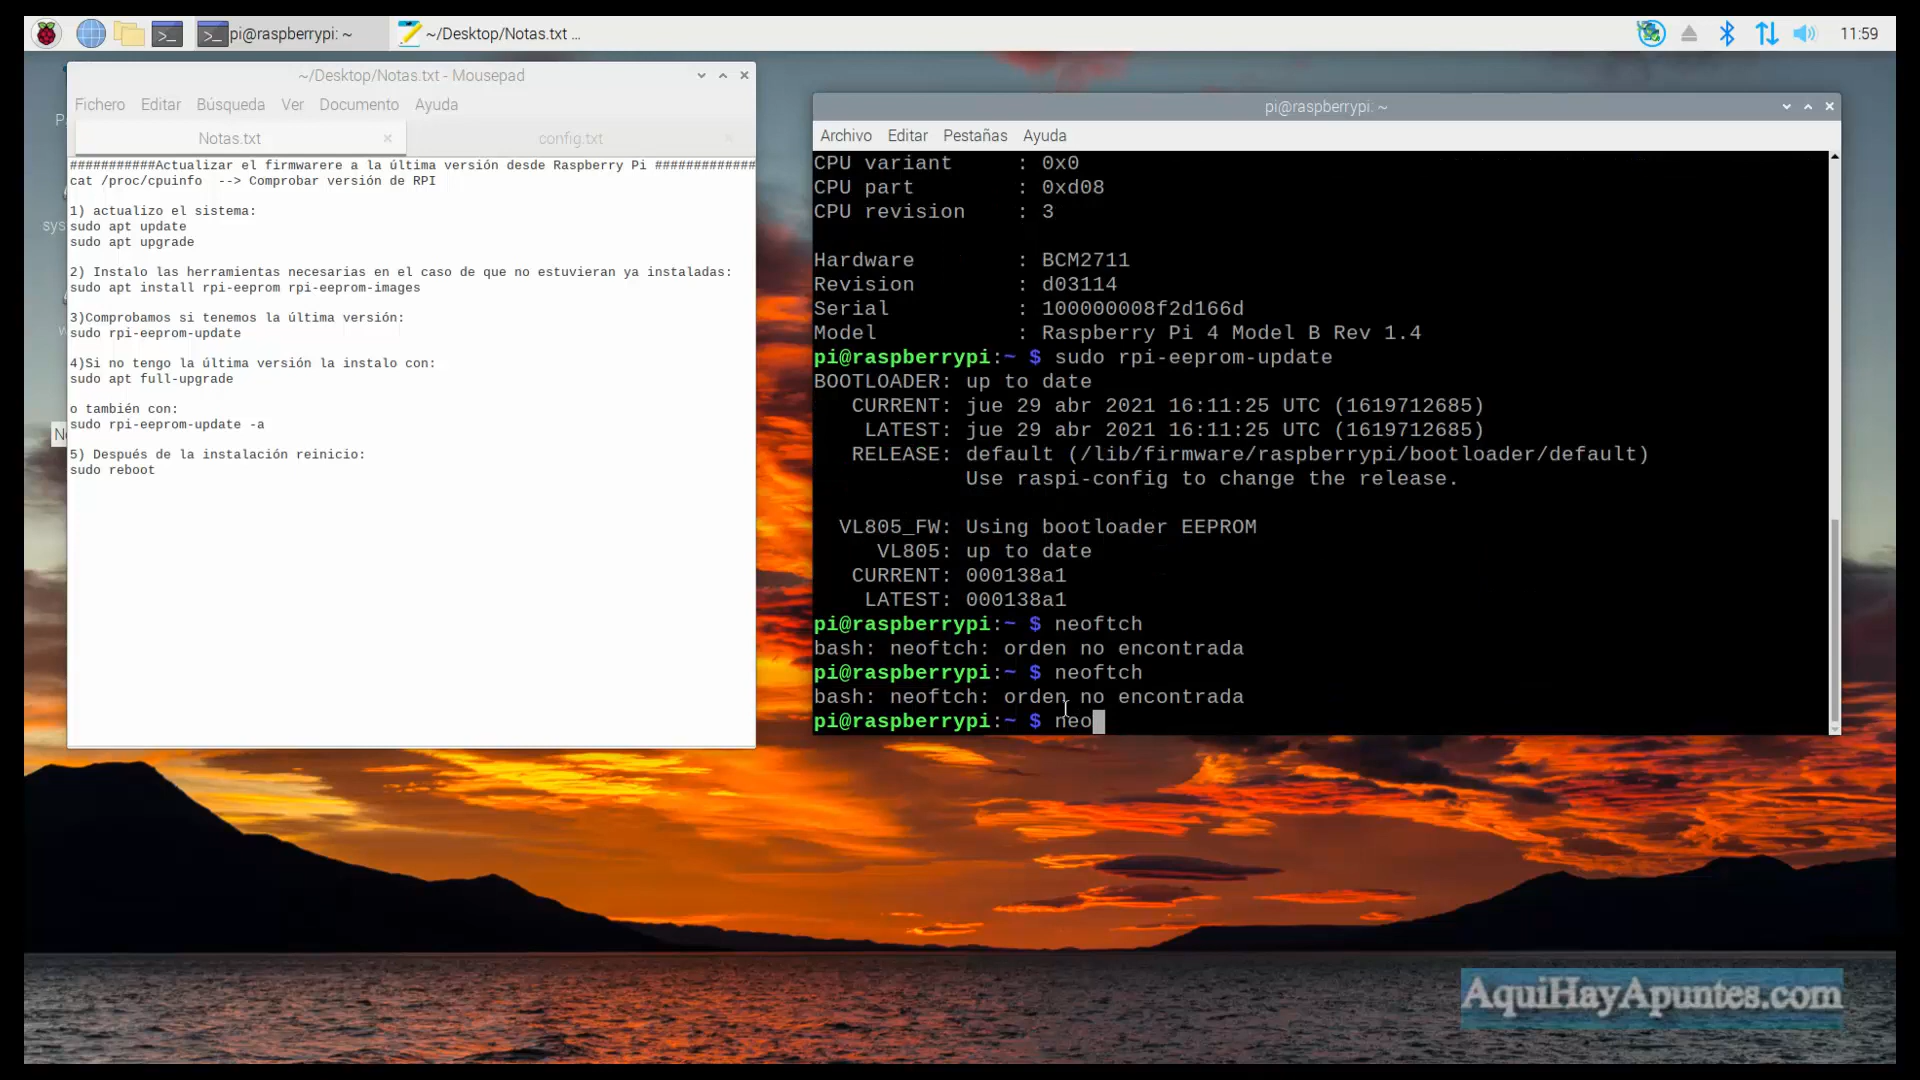 pi@raspberrypi: ~
~/Desktop/Notas.txt ...
11:59
~/Desktop/Notas.txt - Mousepad
Fichero Editar Búsqueda Ver Documento Ayuda
Notas.txt
config.txt
###########Actualizar el firmwarere a la última versión desde Raspberry Pi #############
cat /proc/cpuinfo --> Comprobar versión de RPI
1) actualizo el sistema:
sudo apt update
sudo apt upgrade
2) Instalo las herramientas necesarias en el caso de que no estuvieran ya instaladas:
sudo apt install rpi-eeprom rpi-eeprom-images
3)Comprobamos si tenemos la última versión:
sudo rpi-eeprom-update
4)Si no tengo la última versión la instalo con:
sudo apt full-upgrade
o también con:
sudo rpi-eeprom-update -a
5) Después de la instalación reinicio:
sudo reboot
pi@raspberrypi: ~
Archivo Editar Pestañas Ayuda
CPU variant : 0x0
CPU part : 0xd08
CPU revision : 3
Hardware : BCM2711
Revision : d03114
Serial : 100000008f2d166d
Model : Raspberry Pi 4 Model B Rev 1.4
pi@raspberrypi:~ $ sudo rpi-eeprom-update
BOOTLOADER: up to date
CURRENT: jue 29 abr 2021 16:11:25 UTC (1619712685)
LATEST: jue 29 abr 2021 16:11:25 UTC (1619712685)
RELEASE: default (/lib/firmware/raspberrypi/bootloader/default)
Use raspi-config to change the release.
VL805_FW: Using bootloader EEPROM
VL805: up to date
CURRENT: 000138a1
LATEST: 000138a1
pi@raspberrypi:~ $ neoftch
bash: neoftch: orden no encontrada
pi@raspberrypi:~ $ neoftch
bash: neoftch: orden no encontrada
pi@raspberrypi:~ $ neo
AquiHayApuntes.com